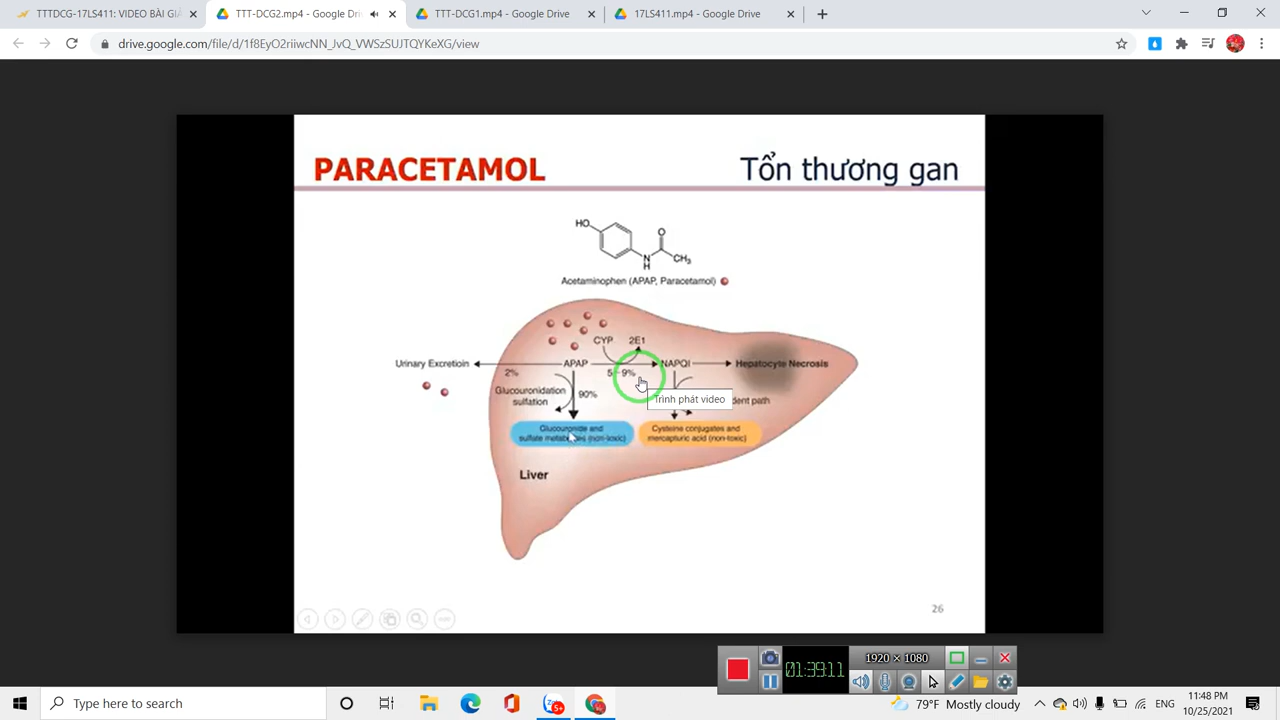 TTTDCG-17LS411: VIDEO BÀI GIẢ
TTT-DCG2.mp4 - Google Dri
TTT-DCG1.mp4 - Google Drive
17LS411.mp4 - Google Drive
drive.google.com/file/d/1f8EyO2riiwcNN_JvQ_VWSzSUJTQYKeXG/view
PARACETAMOL
Tổn thương gan
HO
O
N
H
CH3
Acetaminophen (APAP, Paracetamol)
CYP 2E1
Urinary Excretioin
APAP
NAPQI
Hepatocyte Necrosis
2%
5-9%
Glucouronidation
sulfation
90%
Trình phát video
dent path
Glucouronide and
sulfate metabolites (non-toxic)
Cysteine conjugates and
mercapturic acid (non-toxic)
Liver
26
01:39:11
1920 × 1080
Type here to search
79°F Mostly cloudy
ENG
11:48 PM
10/25/2021